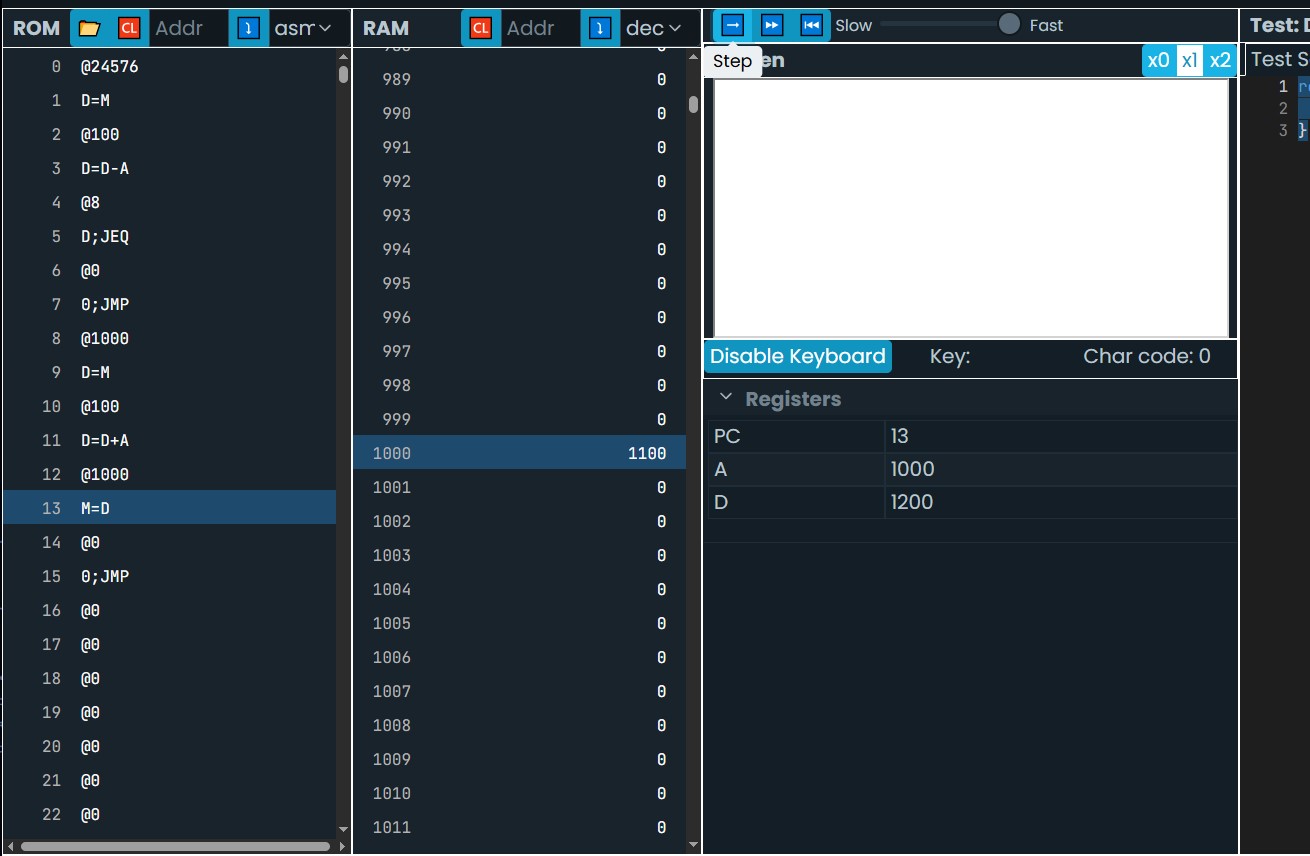 ROM CL Addr asm
0 @24576
1 D=M
2 @100
3 D=D-A
4 @8
5 D;JEQ
6 @0
7 0;JMP
8 @1000
9 D=M
10 @100
11 D=D+A
12 @1000
13 M=D
14 @0
15 0;JMP
16 @0
17 @0
18 @0
19 @0
20 @0
21 @0
22 @0
RAM CL Addr dec
989 0
990 0
991 0
992 0
993 0
994 0
995 0
996 0
997 0
998 0
999 0
1000 1100
1001 0
1002 0
1003 0
1004 0
1005 0
1006 0
1007 0
1008 0
1009 0
1010 0
1011 0
Slow Fast
Step en x0 x1 x2
Disable Keyboard Key: Char code: 0
Registers
PC 13
A 1000
D 1200
Test:
Test S
1
2
3 }